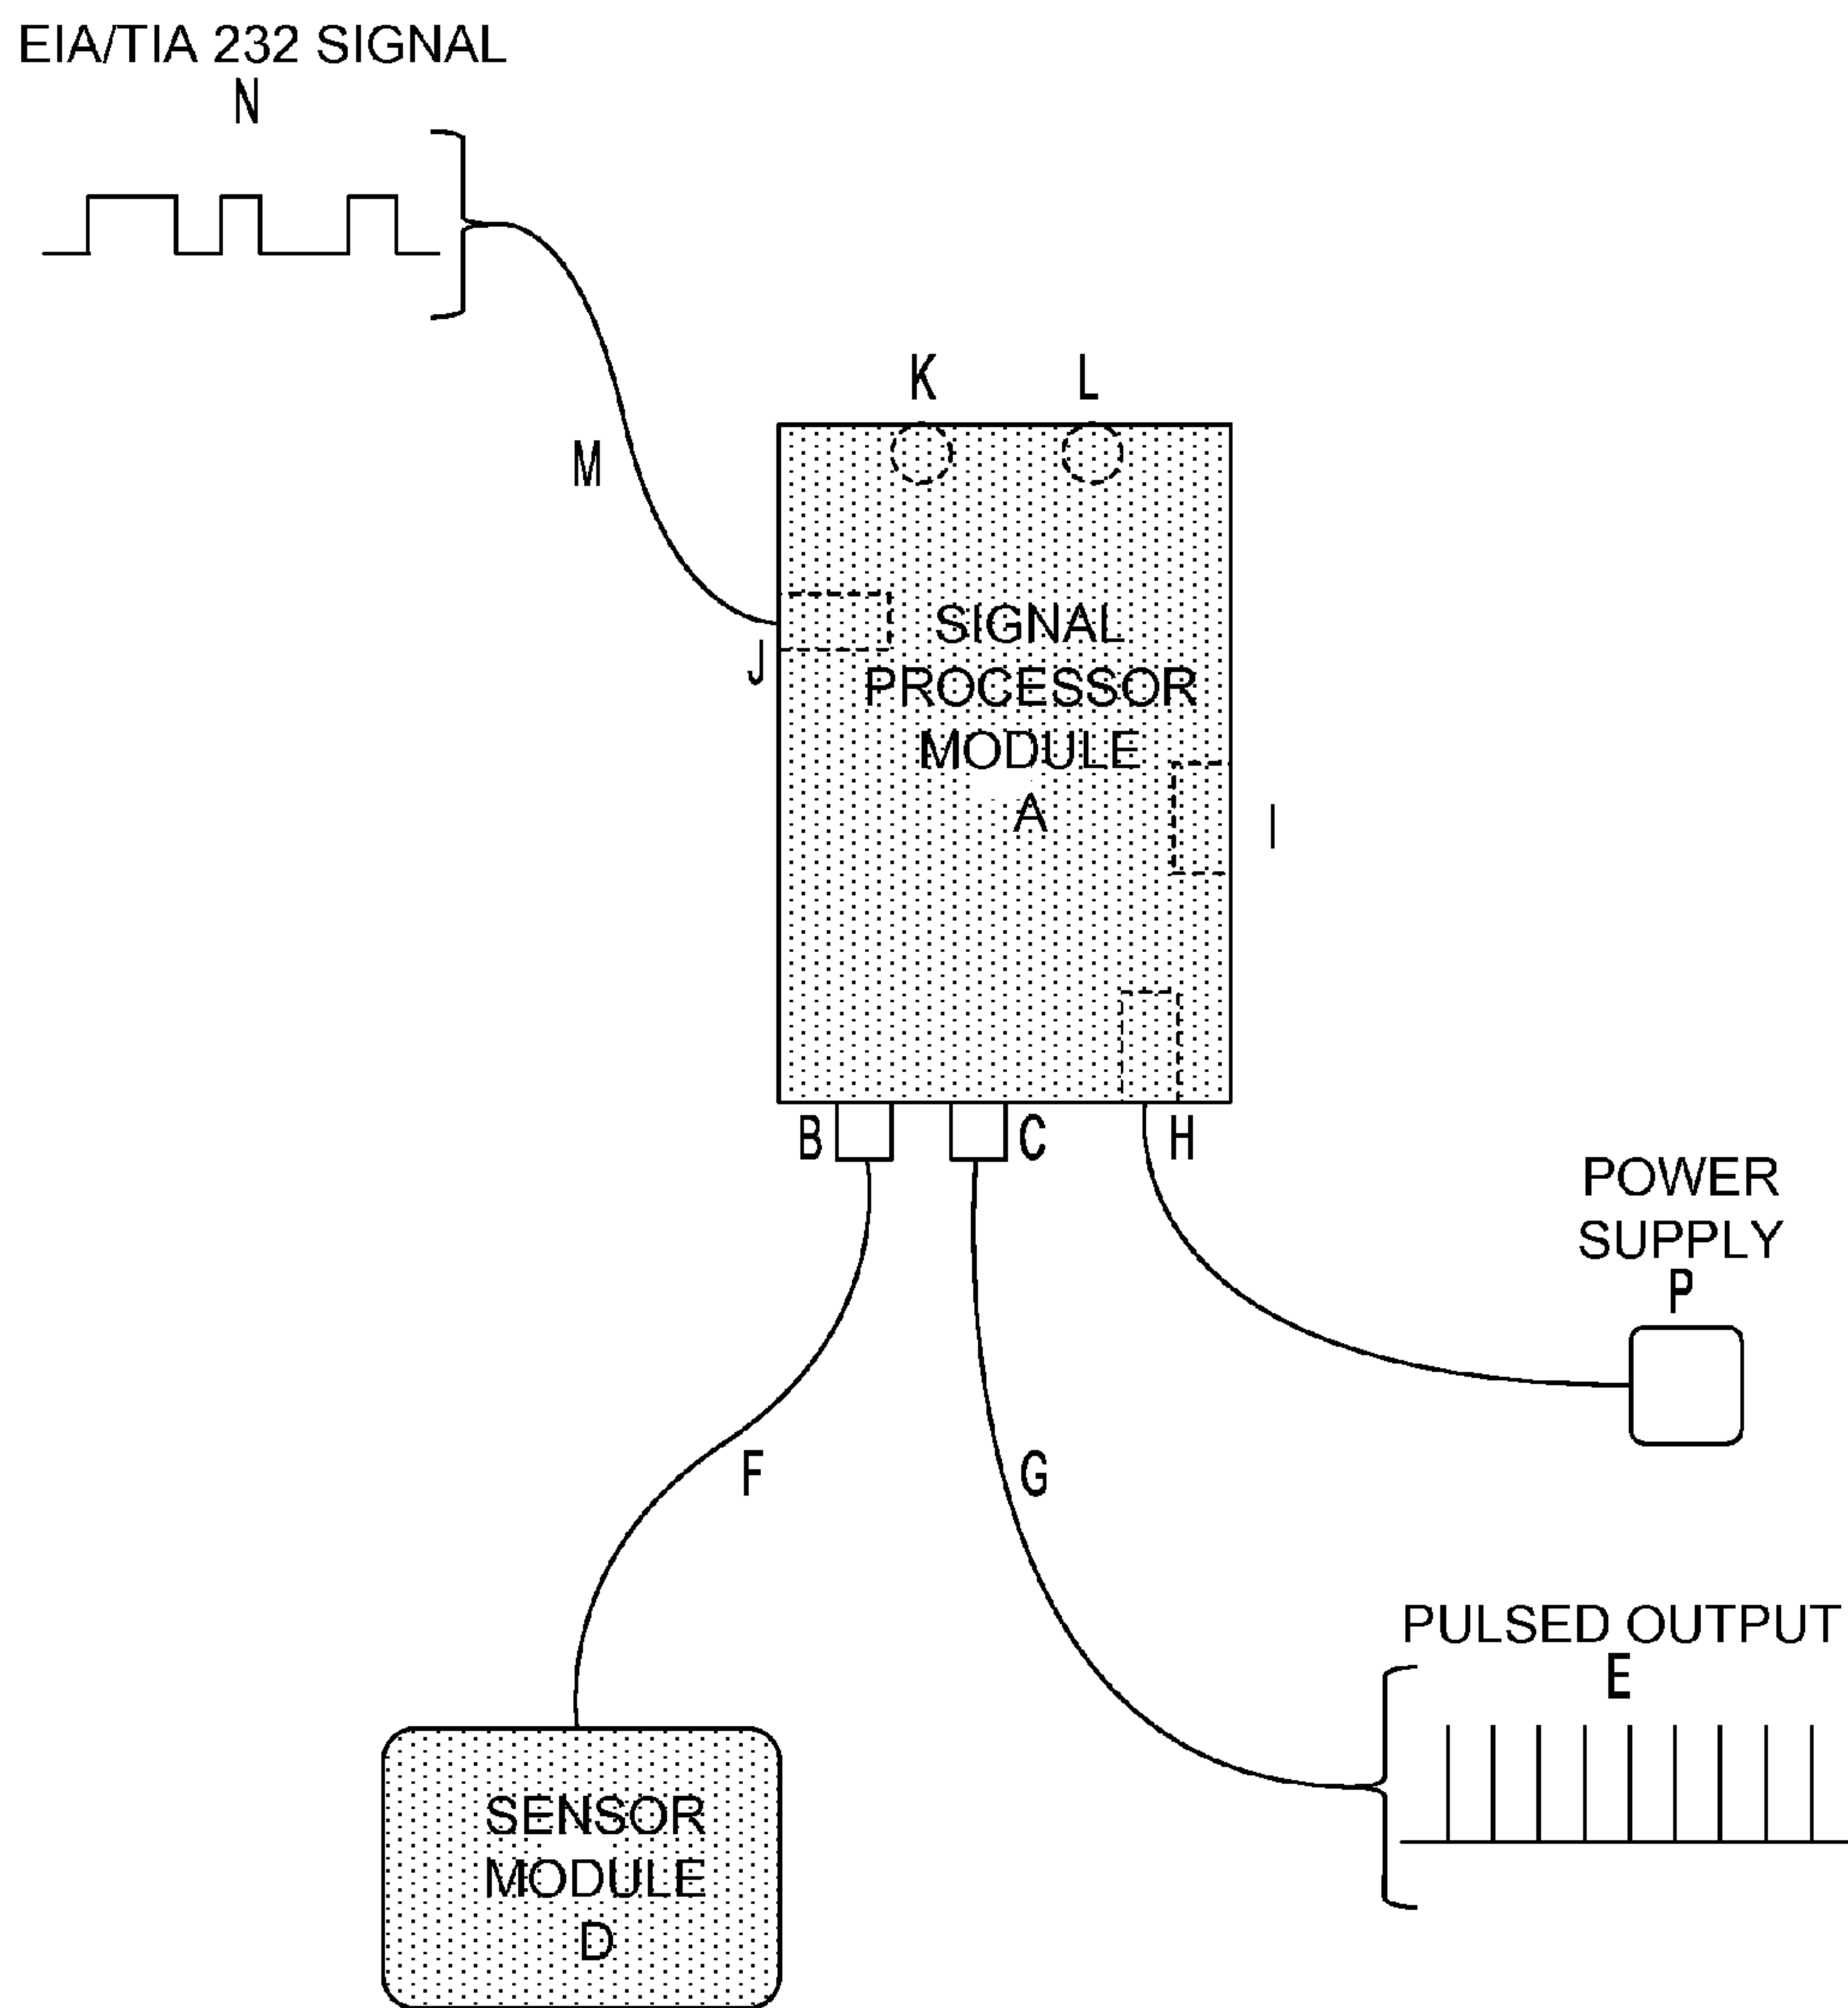 EIA/TIA 232 SIGNAL
N
K
L
M
J
SIGNAL
PROCESSOR
MODULE
A
I
B
C
H
POWER
SUPPLY
P
F
G
PULSED OUTPUT
E
SENSOR
MODULE
D